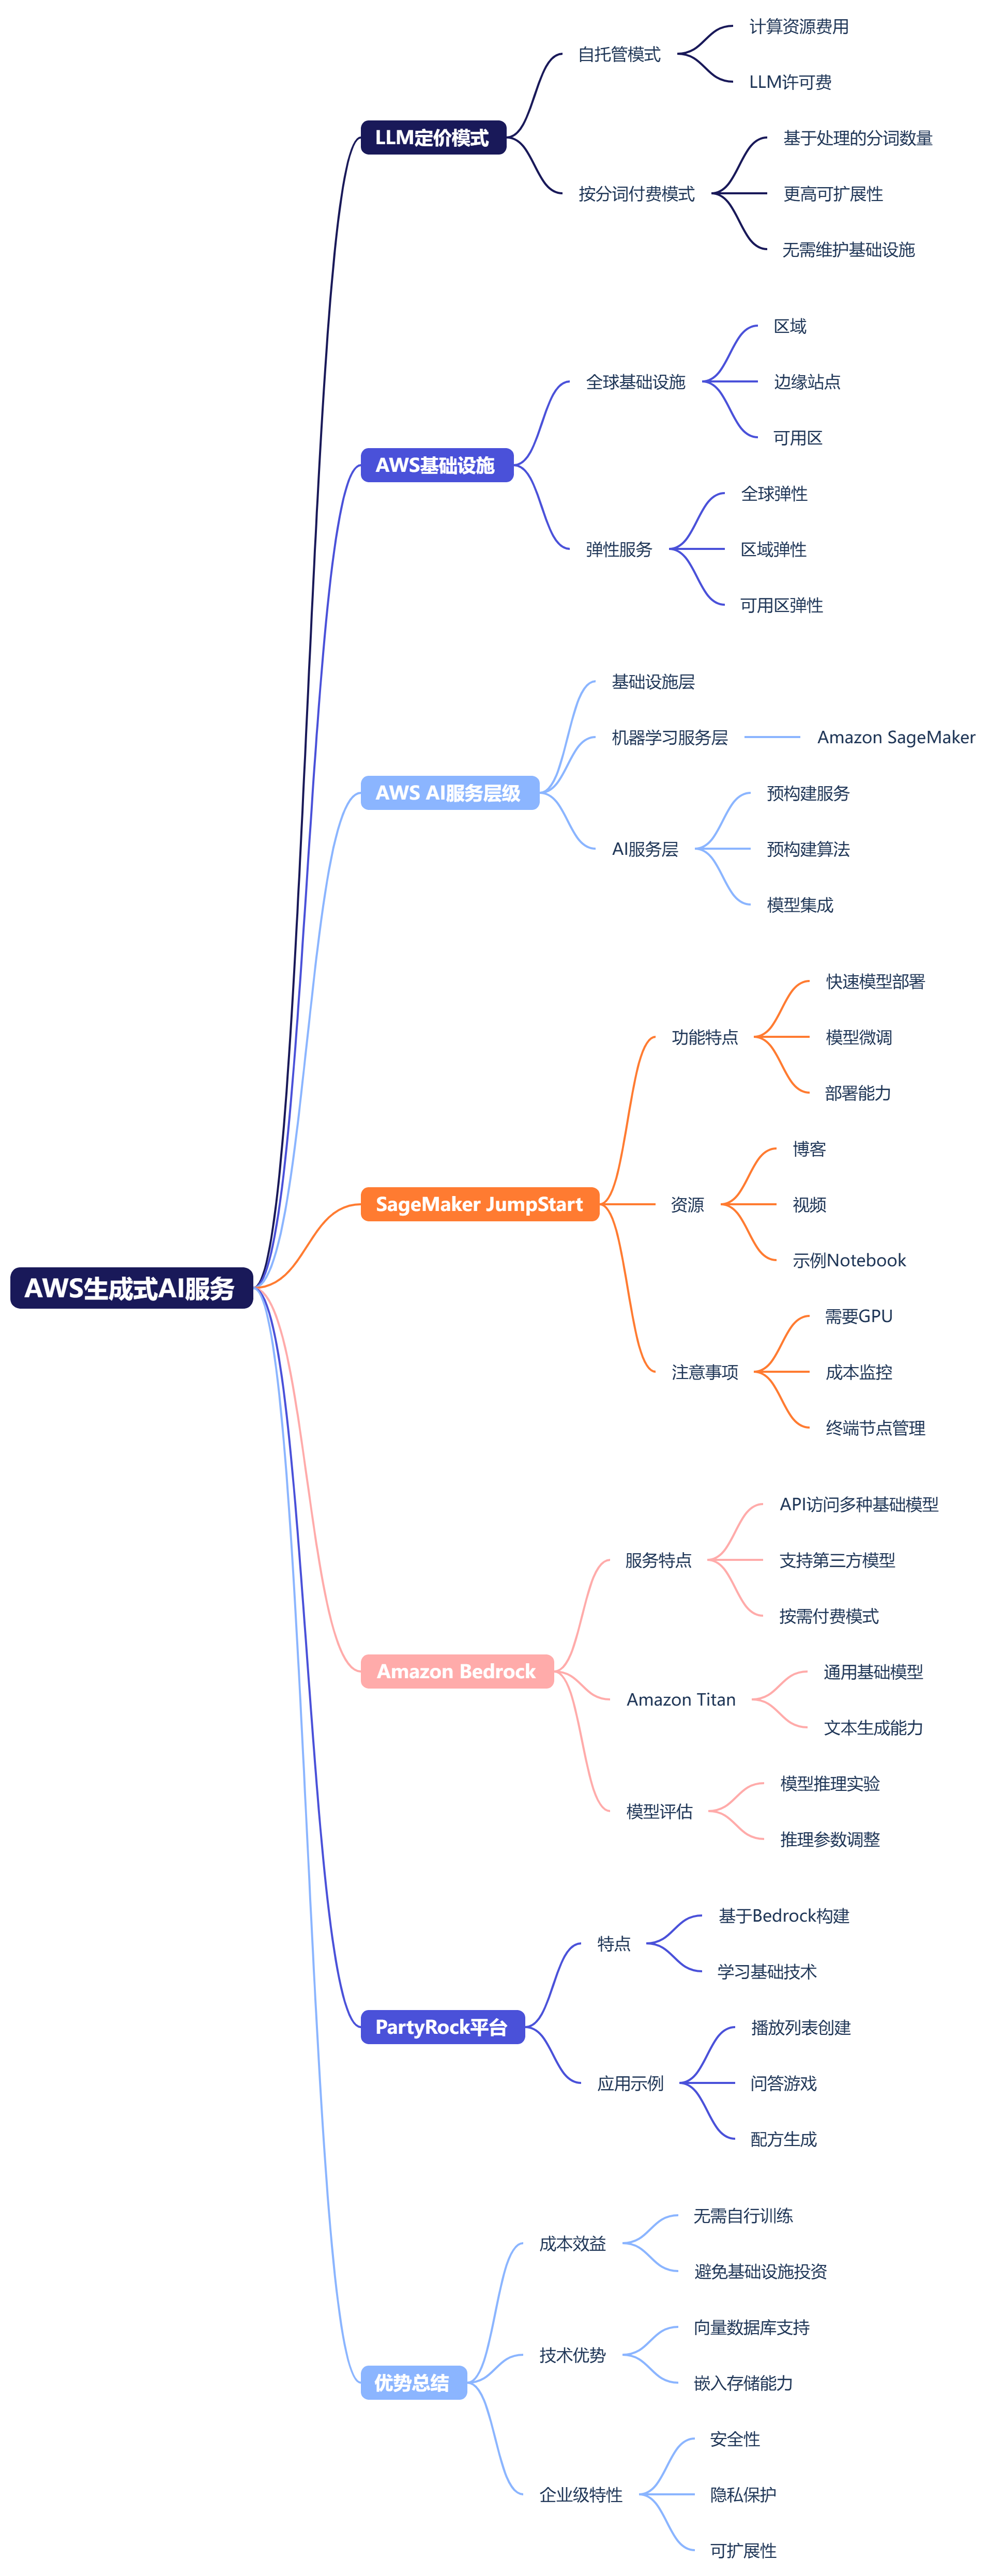 AWS生成式AI服务
LLM定价模式
自托管模式
计算资源费用
LLM许可费
按分词付费模式
基于处理的分词数量
更高可扩展性
无需维护基础设施
AWS基础设施
全球基础设施
区域
边缘站点
可用区
弹性服务
全球弹性
区域弹性
可用区弹性
AWS AI服务层级
基础设施层
机器学习服务层
Amazon SageMaker
AI服务层
预构建服务
预构建算法
模型集成
SageMaker JumpStart
功能特点
快速模型部署
模型微调
部署能力
资源
博客
视频
示例Notebook
注意事项
需要GPU
成本监控
终端节点管理
Amazon Bedrock
服务特点
API访问多种基础模型
支持第三方模型
按需付费模式
Amazon Titan
通用基础模型
文本生成能力
模型评估
模型推理实验
推理参数调整
PartyRock平台
特点
基于Bedrock构建
学习基础技术
应用示例
播放列表创建
问答游戏
配方生成
优势总结
成本效益
无需自行训练
避免基础设施投资
技术优势
向量数据库支持
嵌入存储能力
企业级特性
安全性
隐私保护
可扩展性